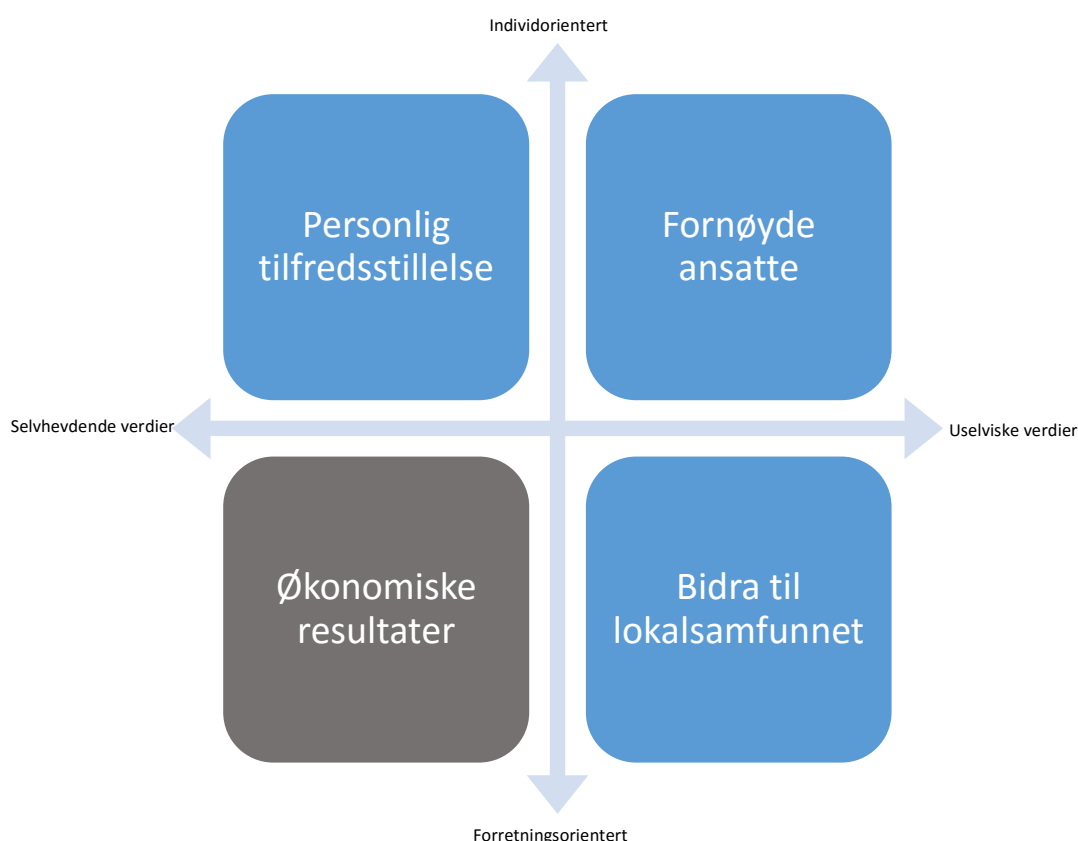 Individorientert
Personlig
tilfredsstillelse
Fornøyde
ansatte
Selvhevdende verdier
Uselviske verdier
Økonomiske
resultater
Bidra til
lokalsamfunnet
Forretningsorientert